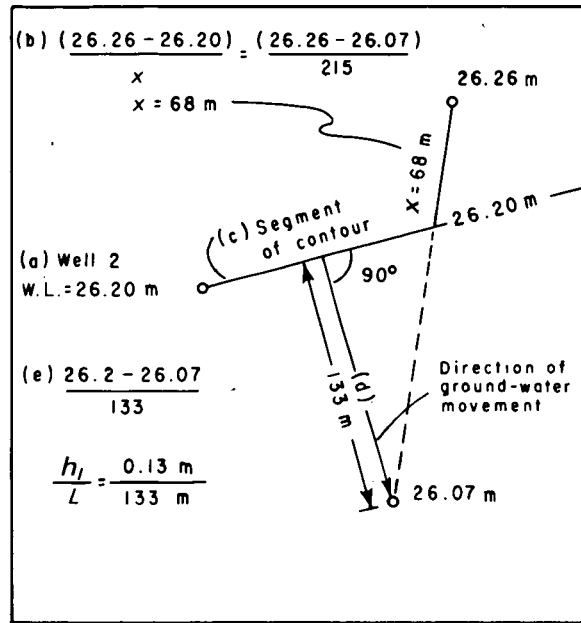 (b) (26.26 – 26.20) = (26.26 – 26.07)
x 215
x = 68 m
26.26 m
x = 68 m
26.20 m
(c) Segment
of contour
(a) Well 2
W.L.= 26.20 m
90°
(e) 26.2 – 26.07
133
(d)
133 m
Direction of
ground-water
movement
h₁ = 0.13 m
L 133 m
26.07 m